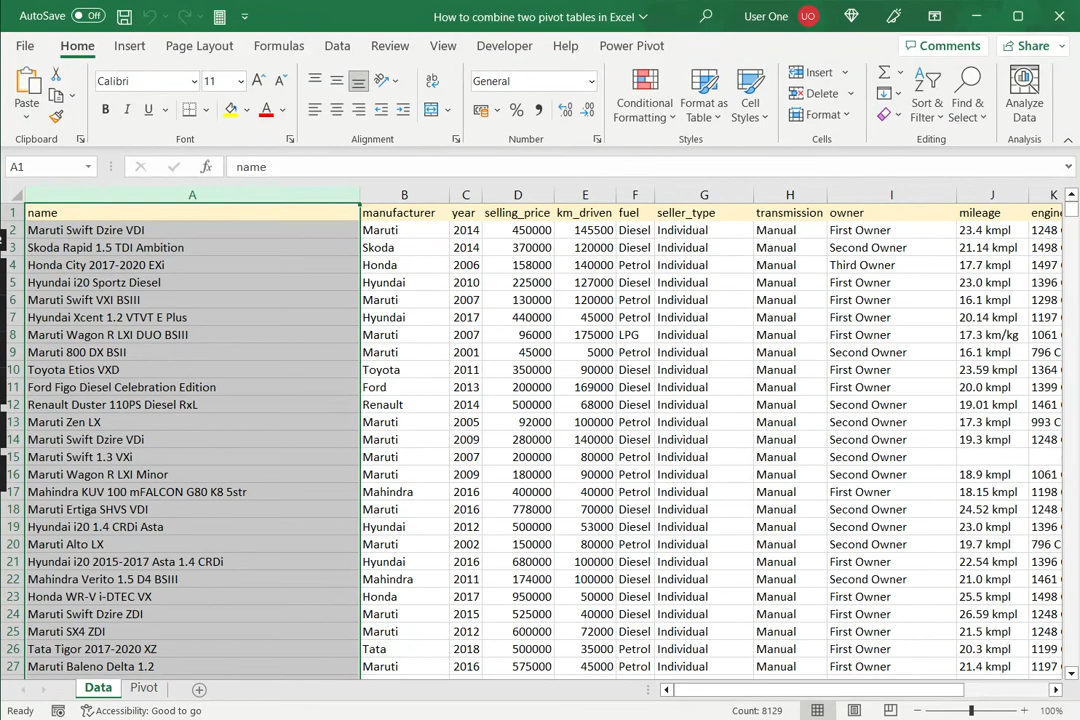 AutoSave Off How to combine two pivot tables in Excel User One UO
File Home Insert Page Layout Formulas Data Review View Developer Help Power Pivot Comments Share
Paste Calibri 11 A A General Conditional Formatting Format as Table Cell Styles Insert Delete Format Sort & Filter Find & Select Analyze Data
B I U A
Clipboard Font Alignment Number Styles Cells Editing Analysis
A1 fx name
A B C D E F G H I J K
1 name manufacturer year selling_price km_driven fuel seller_type transmission owner mileage engine
2 Maruti Swift Dzire VDI Maruti 2014 450000 145500 Diesel Individual Manual First Owner 23.4 kmpl 1248
3 Skoda Rapid 1.5 TDI Ambition Skoda 2014 370000 120000 Diesel Individual Manual Second Owner 21.14 kmpl 1498
4 Honda City 2017-2020 EXi Honda 2006 158000 140000 Petrol Individual Manual Third Owner 17.7 kmpl 1497
5 Hyundai i20 Sportz Diesel Hyundai 2010 225000 127000 Diesel Individual Manual First Owner 23.0 kmpl 1396
6 Maruti Swift VXI BSIII Maruti 2007 130000 120000 Petrol Individual Manual First Owner 16.1 kmpl 1298
7 Hyundai Xcent 1.2 VTVT E Plus Hyundai 2017 440000 45000 Petrol Individual Manual First Owner 20.14 kmpl 1197
8 Maruti Wagon R LXI DUO BSIII Maruti 2007 96000 175000 LPG Individual Manual First Owner 17.3 km/kg 1061
9 Maruti 800 DX BSII Maruti 2001 45000 5000 Petrol Individual Manual Second Owner 16.1 kmpl 796 C
10 Toyota Etios VXD Toyota 2011 350000 90000 Diesel Individual Manual First Owner 23.59 kmpl 1364
11 Ford Figo Diesel Celebration Edition Ford 2013 200000 169000 Diesel Individual Manual First Owner 20.0 kmpl 1399
12 Renault Duster 110PS Diesel RxL Renault 2014 500000 68000 Diesel Individual Manual Second Owner 19.01 kmpl 1461
13 Maruti Zen LX Maruti 2005 92000 100000 Petrol Individual Manual Second Owner 17.3 kmpl 993 C
14 Maruti Swift Dzire VDi Maruti 2009 280000 140000 Diesel Individual Manual Second Owner 19.3 kmpl 1248
15 Maruti Swift 1.3 VXi Maruti 2007 200000 80000 Petrol Individual Manual Second Owner
16 Maruti Wagon R LXI Minor Maruti 2009 180000 90000 Petrol Individual Manual Second Owner 18.9 kmpl 1061
17 Mahindra KUV 100 mFALCON G80 K8 5str Mahindra 2016 400000 40000 Petrol Individual Manual First Owner 18.15 kmpl 1198
18 Maruti Ertiga SHVS VDI Maruti 2016 778000 70000 Diesel Individual Manual Second Owner 24.52 kmpl 1248
19 Hyundai i20 1.4 CRDi Asta Hyundai 2012 500000 53000 Diesel Individual Manual Second Owner 23.0 kmpl 1396
20 Maruti Alto LX Maruti 2002 150000 80000 Petrol Individual Manual Second Owner 19.7 kmpl 796 C
21 Hyundai i20 2015-2017 Asta 1.4 CRDi Hyundai 2016 680000 100000 Diesel Individual Manual First Owner 22.54 kmpl 1396
22 Mahindra Verito 1.5 D4 BSIII Mahindra 2011 174000 100000 Diesel Individual Manual Second Owner 21.0 kmpl 1461
23 Honda WR-V i-DTEC VX Honda 2017 950000 50000 Diesel Individual Manual First Owner 25.5 kmpl 1498
24 Maruti Swift Dzire ZDI Maruti 2015 525000 40000 Diesel Individual Manual First Owner 26.59 kmpl 1248
25 Maruti SX4 ZDI Maruti 2012 600000 72000 Diesel Individual Manual First Owner 21.5 kmpl 1248
26 Tata Tigor 2017-2020 XZ Tata 2018 500000 35000 Petrol Individual Manual First Owner 20.3 kmpl 1199
27 Maruti Baleno Delta 1.2 Maruti 2016 575000 45000 Petrol Individual Manual First Owner 21.4 kmpl 1197
Data Pivot
Ready Accessibility: Good to go Count: 8129 100%